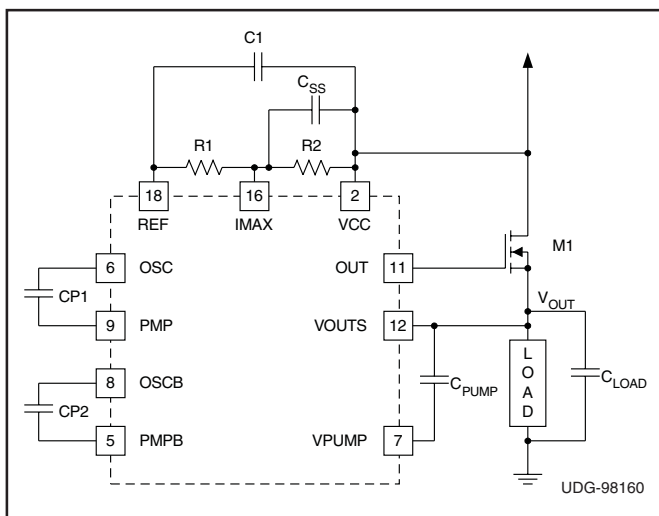 C1
CSS
R1
R2
18
16
2
REF
IMAX
VCC
M1
6
OSC
OUT
11
CP1
VOUT
9
PMP
VOUTS
12
8
OSCB
CPUMP
LOAD
CLOAD
CP2
5
PMPB
VPUMP
7
UDG-98160